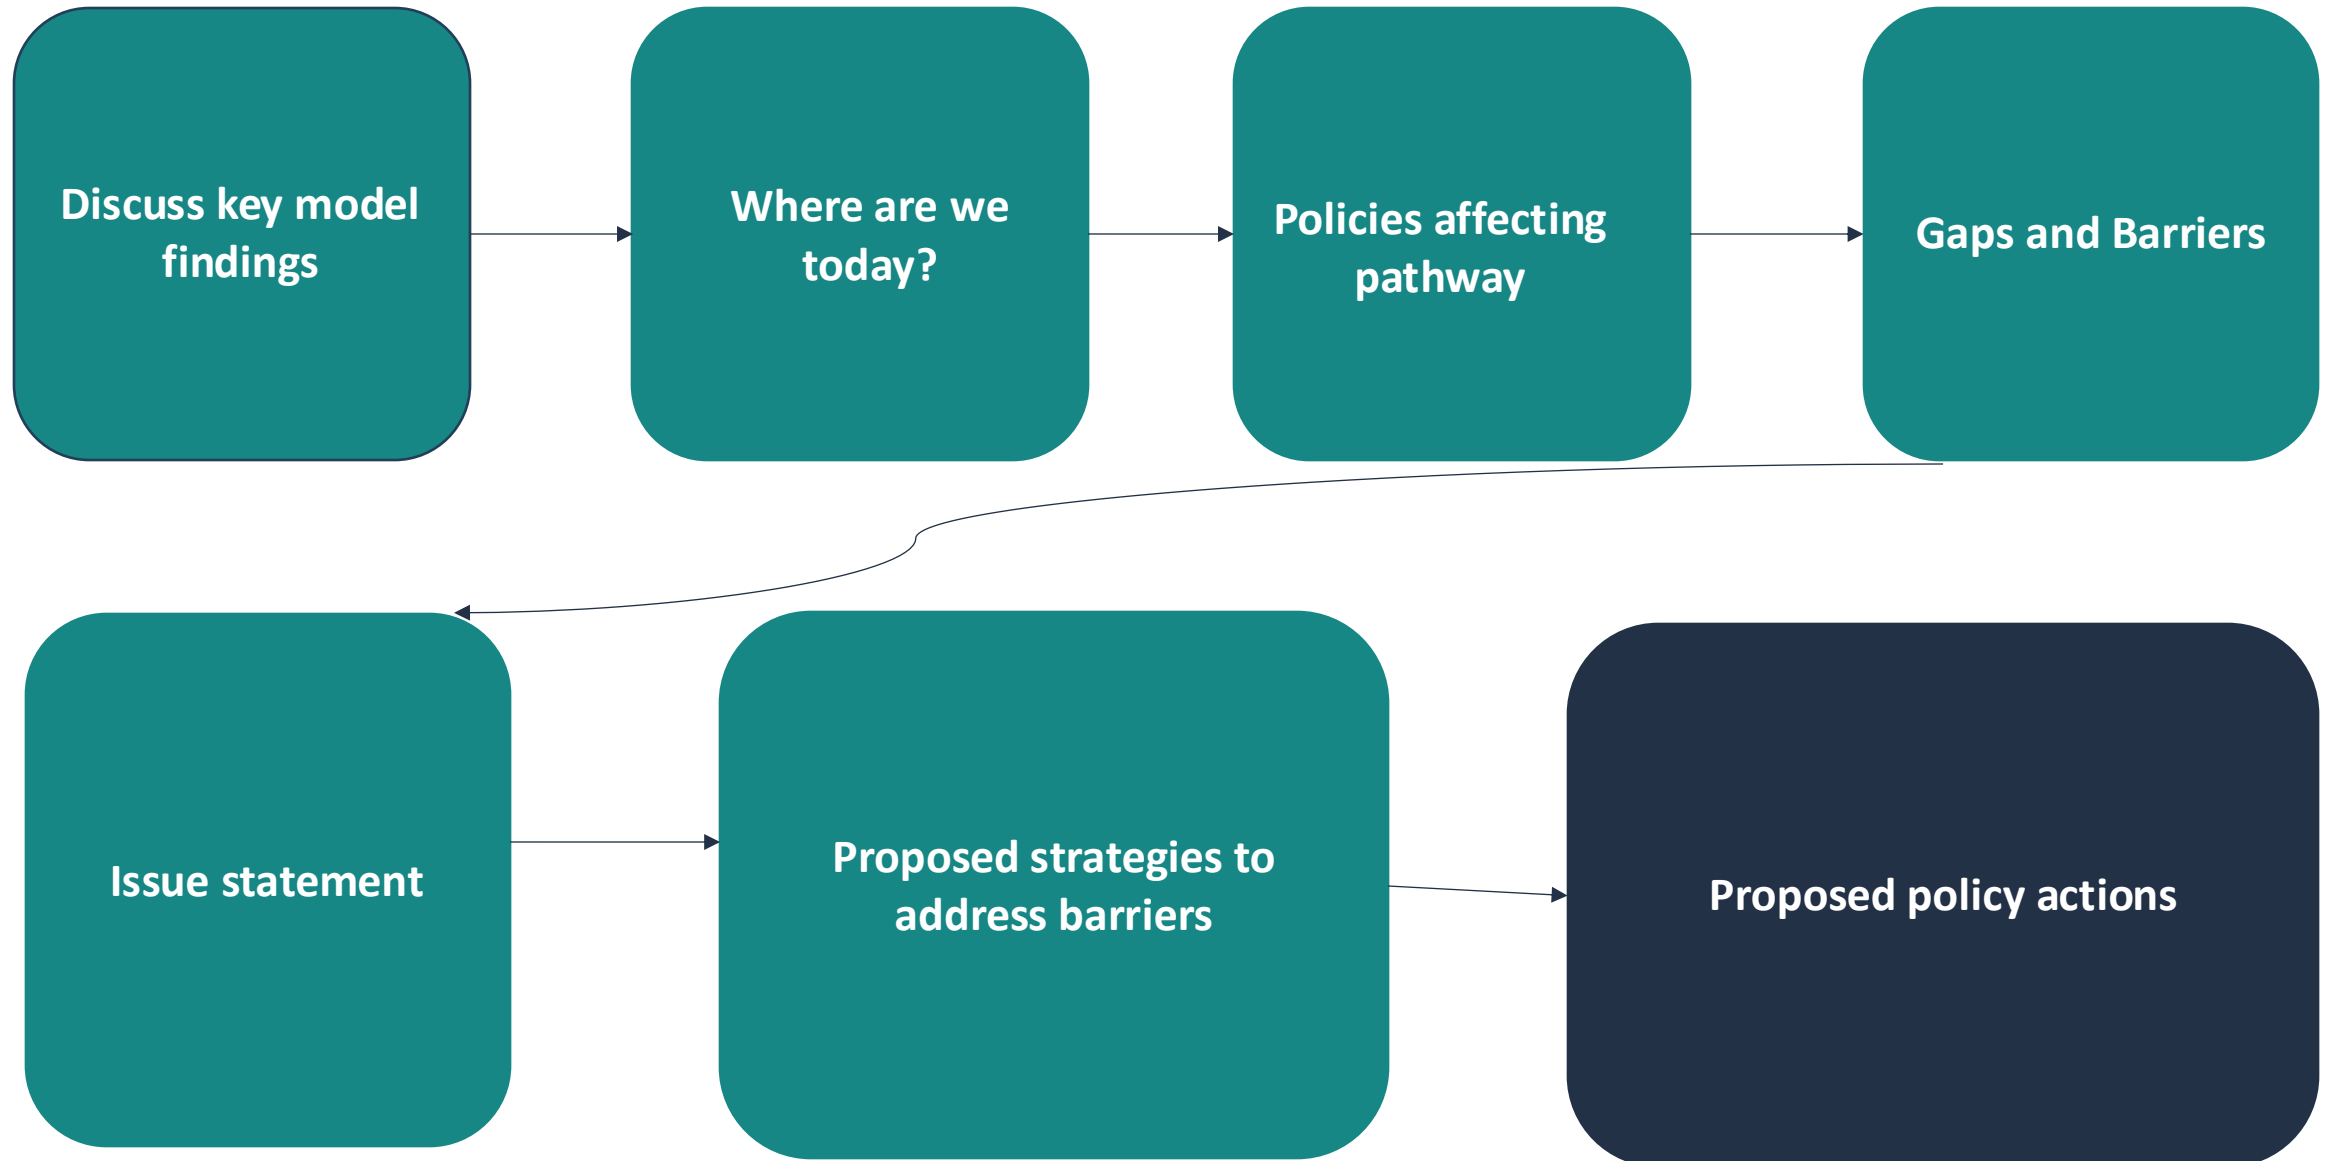 Discuss key model
findings
Where are we
today?
Policies affecting
pathway
Gaps and Barriers
Issue statement
Proposed strategies to
address barriers
Proposed policy actions